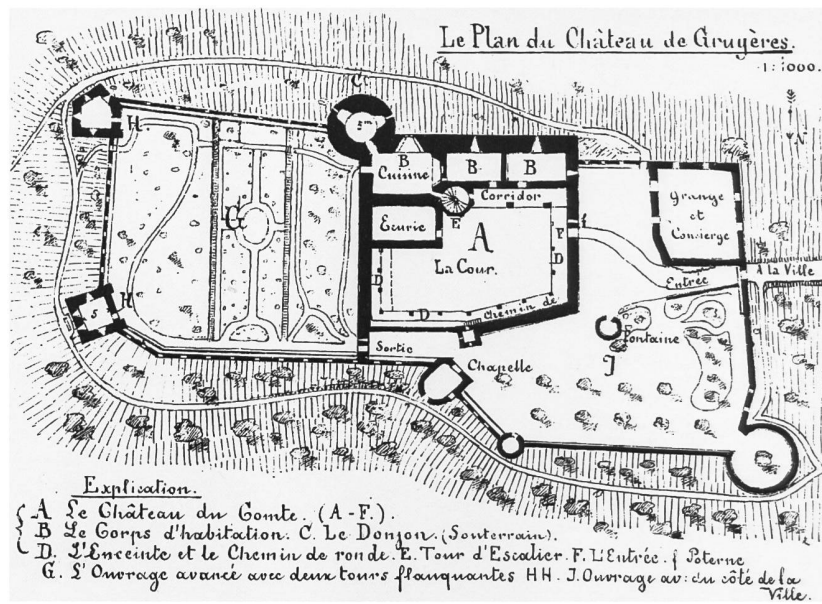 Le Plan du Château de Gruyères.
1:1000.
N
C
H
B
B
B
Cuisine
Corridor
Grange
et
Concierge
G
Ecurie
E
A
F
f
La Cour.
D
D
D
Chemin de
À la Ville
Entrée
H
5
Sortie
Fontaine
J
Chapelle
Explication.
A Le Château du Comte. (A-F.).
B Le Corps d'habitation. C. Le Donjon. (Souterrain).
D. L'Enceinte et le Chemin de ronde. E. Tour d'Escalier. F. L'Entrée. f Poterne
G. L'Ouvrage avancé avec deux tours flanquantes HH. J. Ouvrage av: du côté de la
Ville.